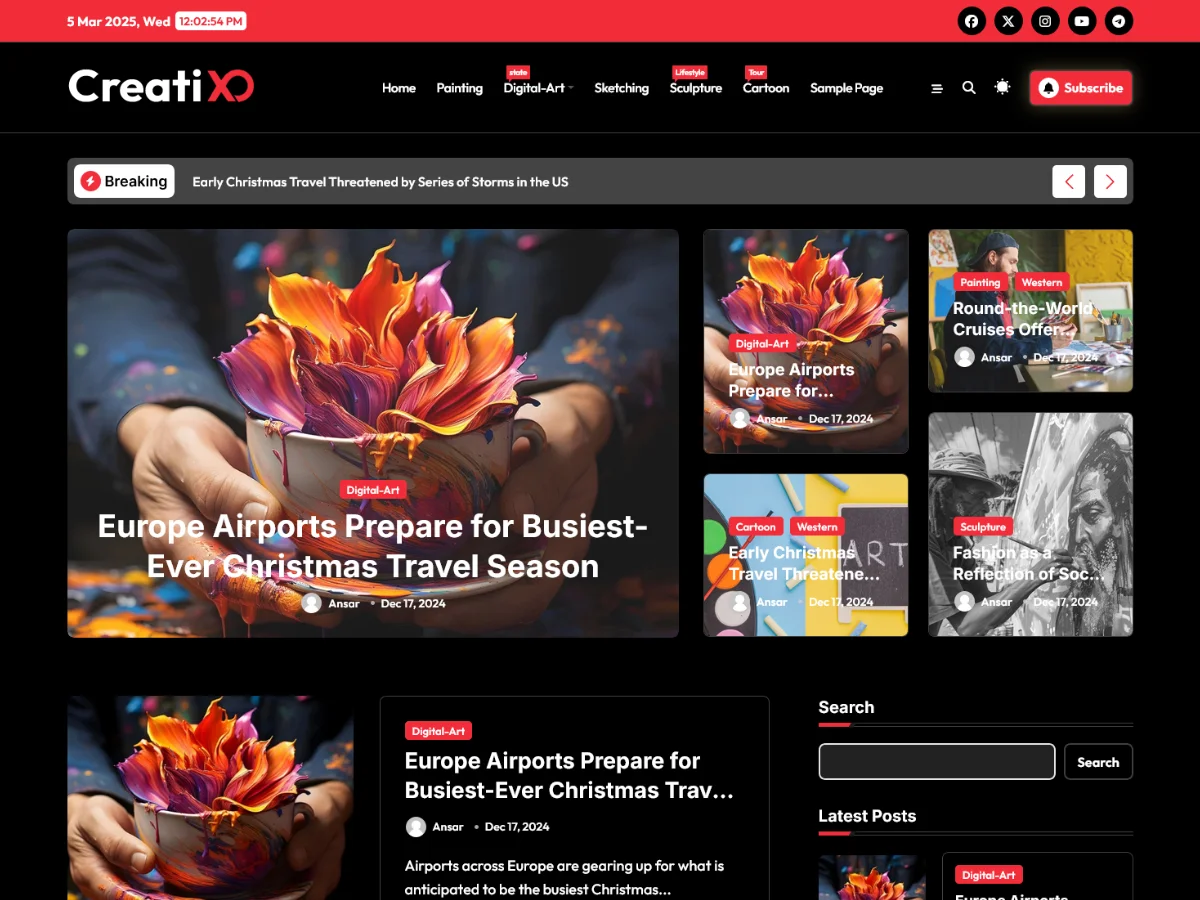 5 Mar 2025, Wed 12:02:54 PM
CreatiXO
Home Painting Digital-Art Sketching Sculpture Cartoon Sample Page
state Lifestyle Tour
Subscribe
Breaking
Early Christmas Travel Threatened by Series of Storms in the US
Digital-Art
Europe Airports Prepare for Busiest-
Ever Christmas Travel Season
Ansar • Dec 17, 2024
Digital-Art
Europe Airports
Prepare for...
Ansar • Dec 17, 2024
Painting Western
Round-the-World
Cruises Offer...
Ansar • Dec 17, 2024
ART
Cartoon Western
Early Christmas
Travel Threatene...
Ansar • Dec 17, 2024
Sculpture
Fashion as a
Reflection of Soc...
Ansar • Dec 17, 2024
Digital-Art
Europe Airports Prepare for
Busiest-Ever Christmas Trav...
Ansar • Dec 17, 2024
Airports across Europe are gearing up for what is
anticipated to be the busiest Christmas...
Search
Search
Latest Posts
Digital-Art
Europe Airports